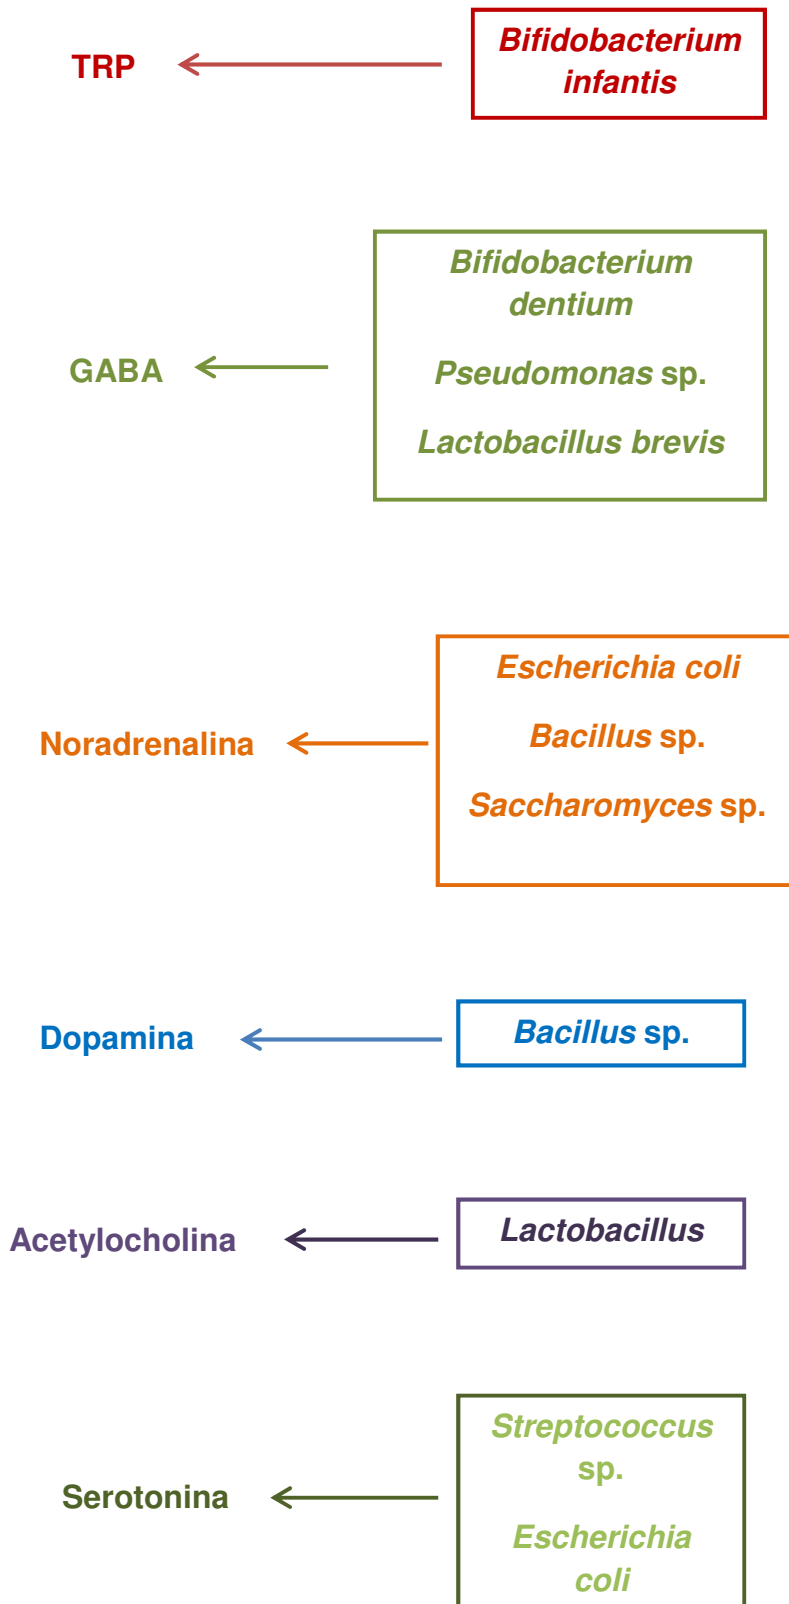 TRP
Bifidobacterium
infantis
GABA
Bifidobacterium
dentium
Pseudomonas sp.
Lactobacillus brevis
Noradrenalina
Escherichia coli
Bacillus sp.
Saccharomyces sp.
Dopamina
Bacillus sp.
Acetylocholina
Lactobacillus
Serotonina
Streptococcus
sp.
Escherichia
coli